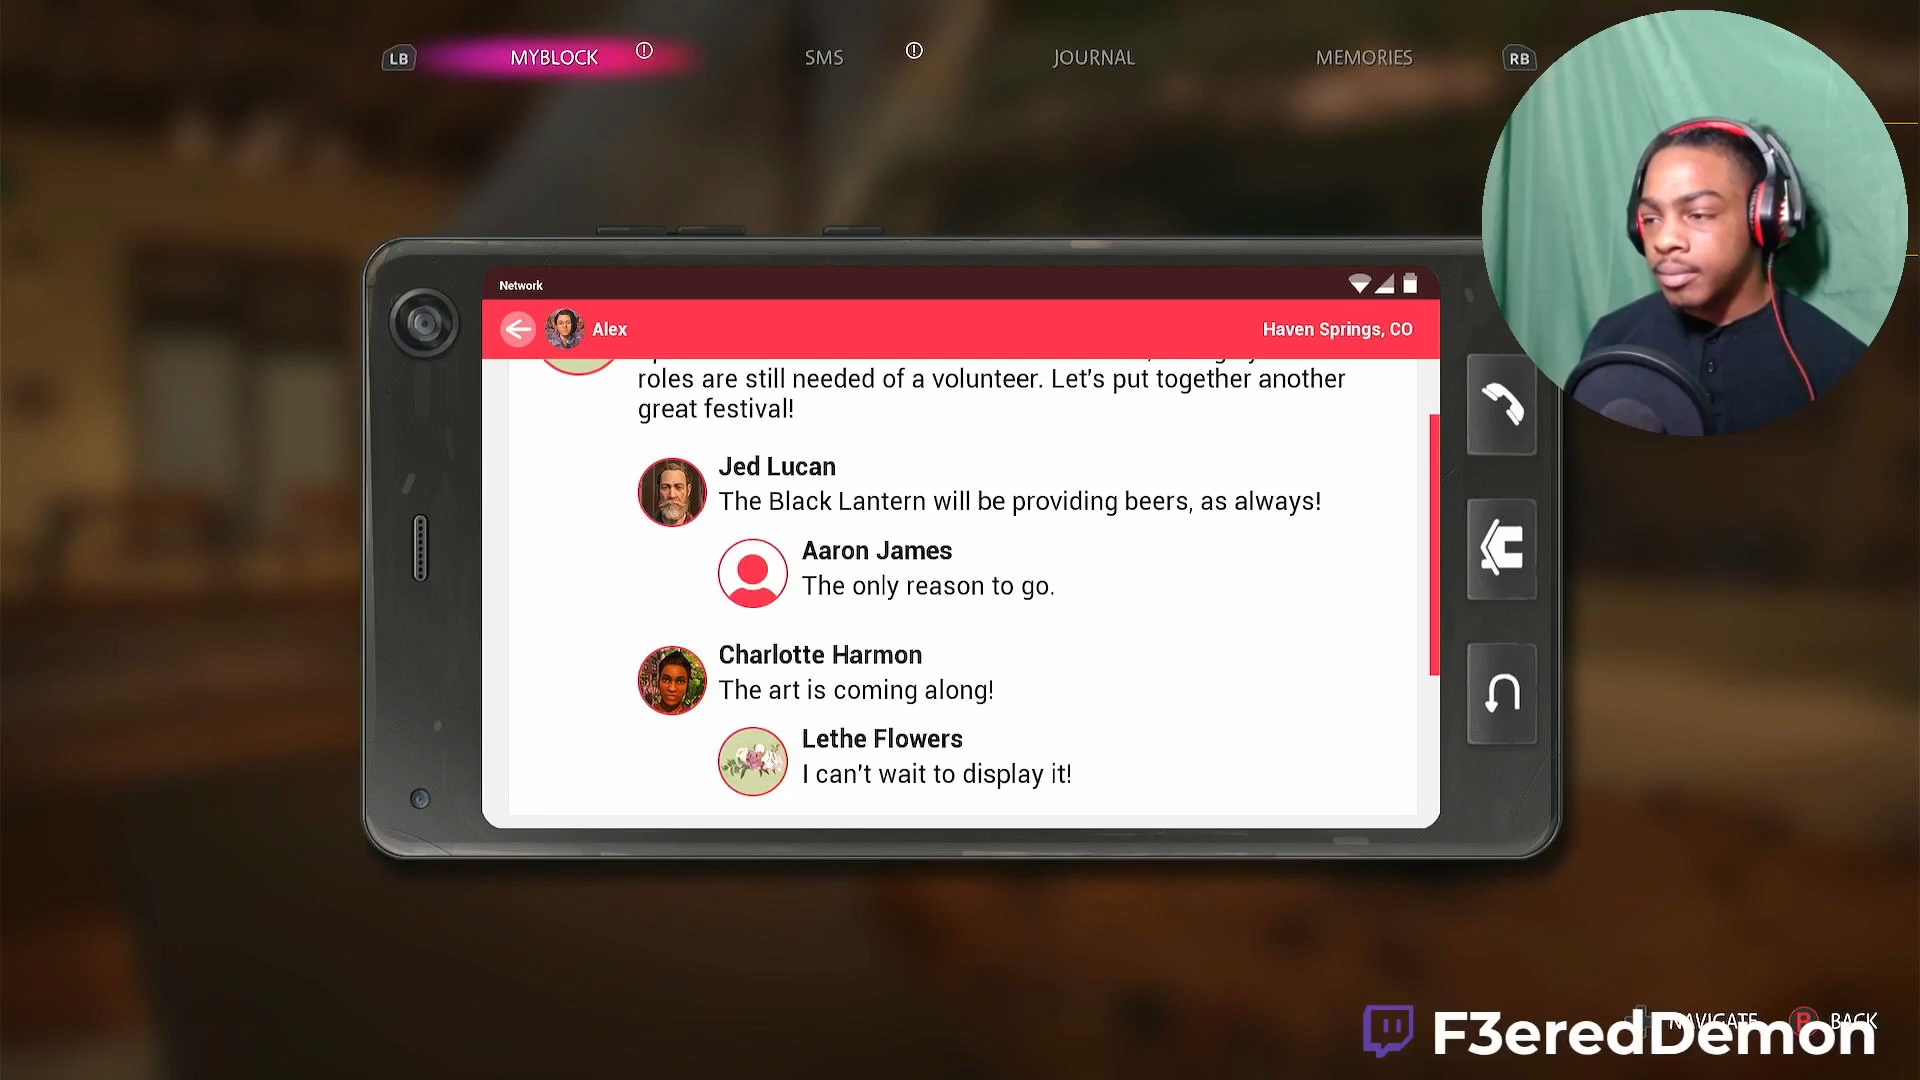 LB
MYBLOCK
SMS
JOURNAL
MEMORIES
RB
Network
Alex
Haven Springs, CO
roles are still needed of a volunteer. Let's put together another
great festival!
Jed Lucan
The Black Lantern will be providing beers, as always!
Aaron James
The only reason to go.
Charlotte Harmon
The art is coming along!
Lethe Flowers
I can't wait to display it!
NAVIGATE
BACK
F3eredDemon